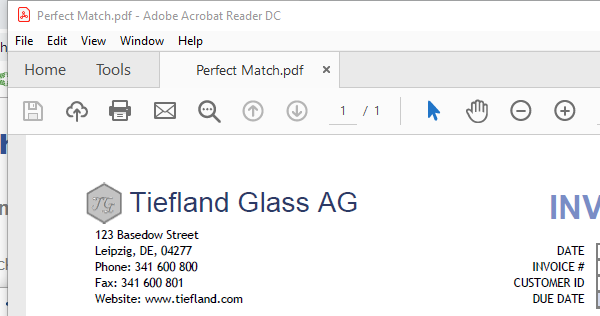 Perfect Match.pdf - Adobe Acrobat Reader DC
File Edit View Window Help
Home Tools Perfect Match.pdf ×
1 / 1
TG Tiefland Glass AG
INV
123 Basedow Street
Leipzig, DE, 04277
DATE
Phone: 341 600 800
INVOICE #
Fax: 341 600 801
CUSTOMER ID
Website: www.tiefland.com
DUE DATE